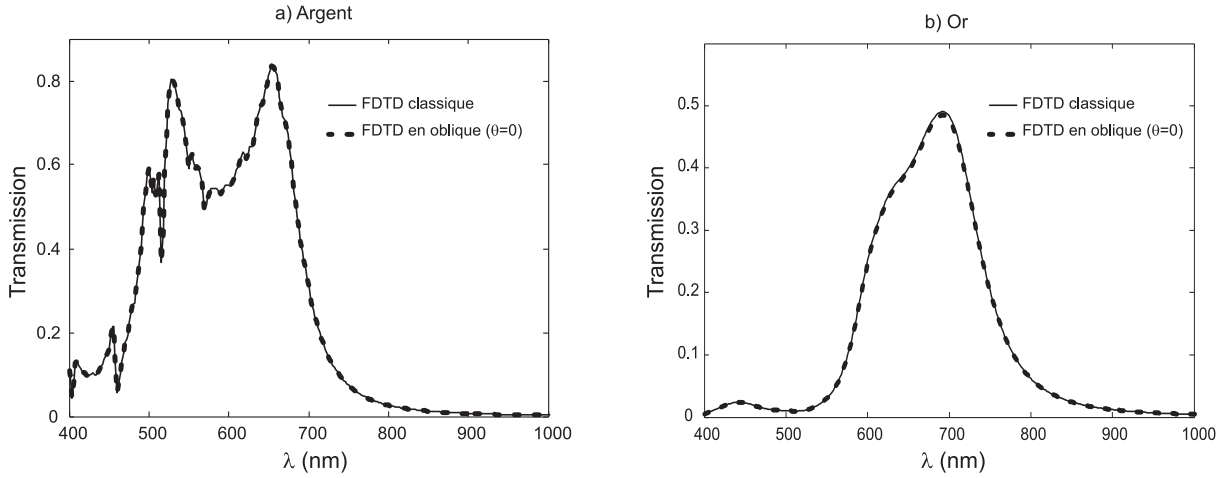 a) Argent
0.8
0.6
0.4
0.2
0
400 500 600 700 800 900 1000
λ (nm)
Transmission
FDTD classique
FDTD en oblique (θ=0)
b) Or
0.5
0.4
0.3
0.2
0.1
0
400 500 600 700 800 900 1000
λ (nm)
Transmission
FDTD classique
FDTD en oblique (θ=0)